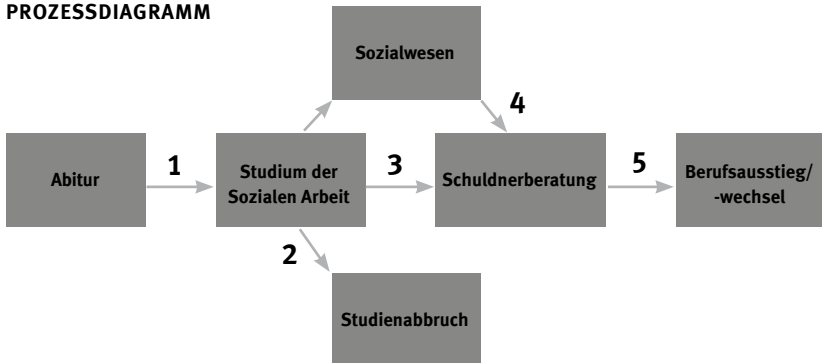 PROZESSDIAGRAMM
Sozialwesen
4
Abitur
1
Studium der
Sozialen Arbeit
3
Schuldnerberatung
5
Berufsausstieg/
-wechsel
2
Studienabbruch